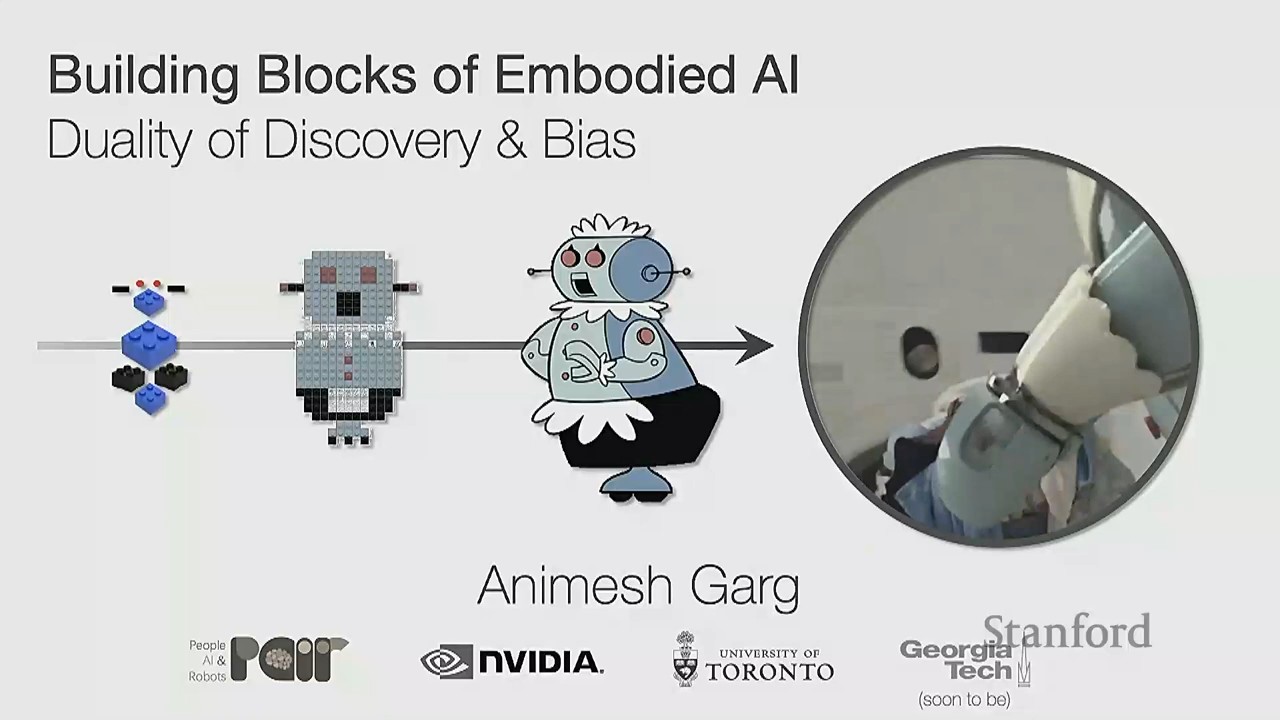 Building Blocks of Embodied AI
Duality of Discovery & Bias
Animesh Garg
People
AI &
Robots
pair
NVIDIA.
UNIVERSITY OF
TORONTO
Georgia
Tech
(soon to be)
Stanford